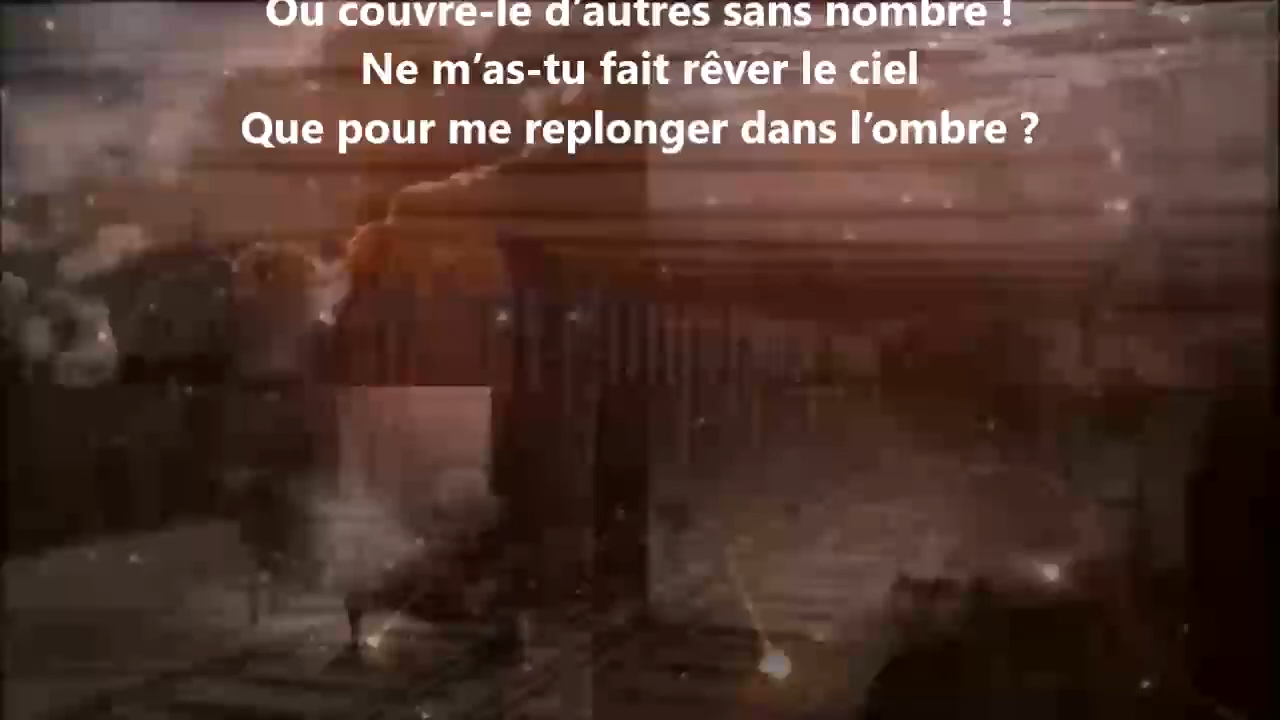 Ou couvre-le d’autres sans nombre !
Ne m’as-tu fait rêver le ciel
Que pour me replonger dans l’ombre ?